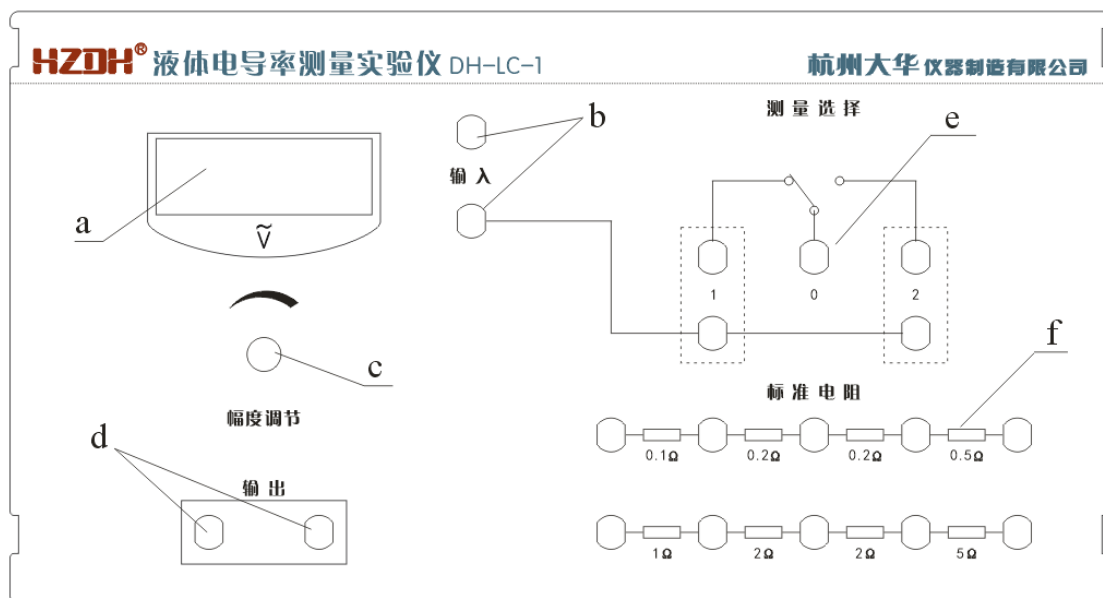 HZDH® 液体电导率测量实验仪 DH-LC-1
杭州大华仪器制造有限公司
测量选择
a
b
c
d
e
f
Ṽ
输入
幅度调节
输出
1
0
2
标准电阻
0.1Ω 0.2Ω 0.2Ω 0.5Ω
1Ω 2Ω 2Ω 5Ω